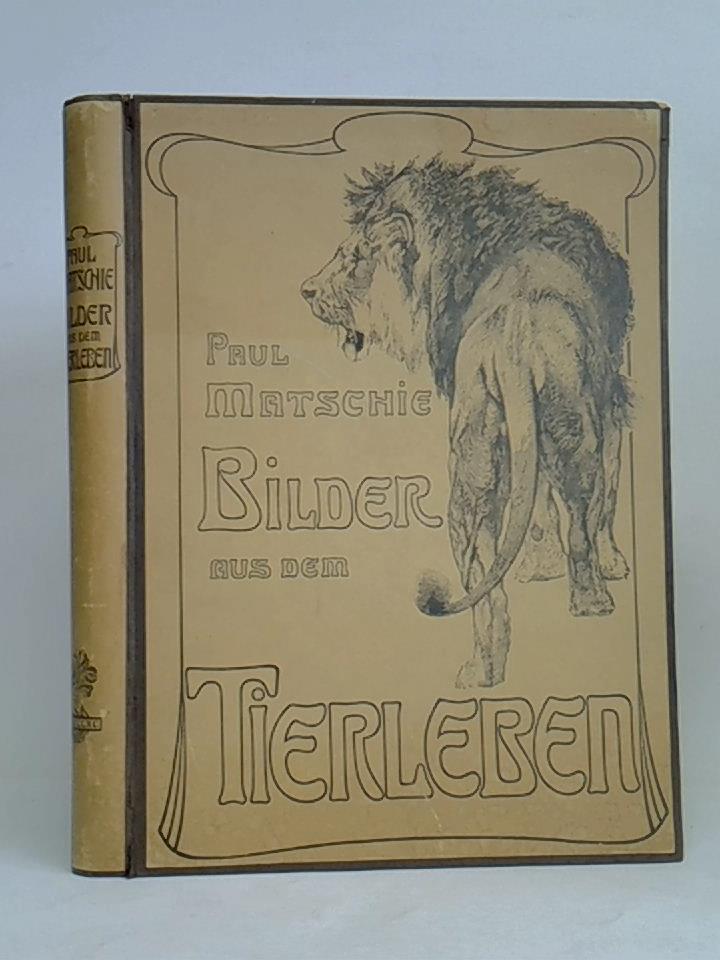 PAUL
MATSCHIE
BILDER
AUS DEM
TIERLEBEN
PAUL
MATSCHIE
BILDER
AUS DEM
TIERLEBEN